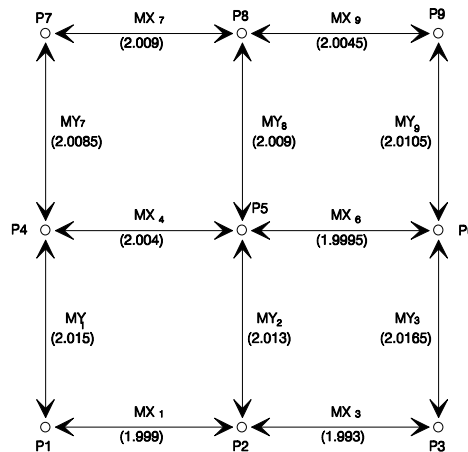 P7 MX 7 P8 MX 9 P9
(2.009) (2.0045)
MY7 MY8 MY9
(2.0085) (2.009) (2.0105)
P4 MX 4 P5 MX 6
(2.004) (1.9995)
MY1 MY2 MY3
(2.015) (2.013) (2.0165)
MX 1 MX 3
P1 (1.999) P2 (1.993) P3